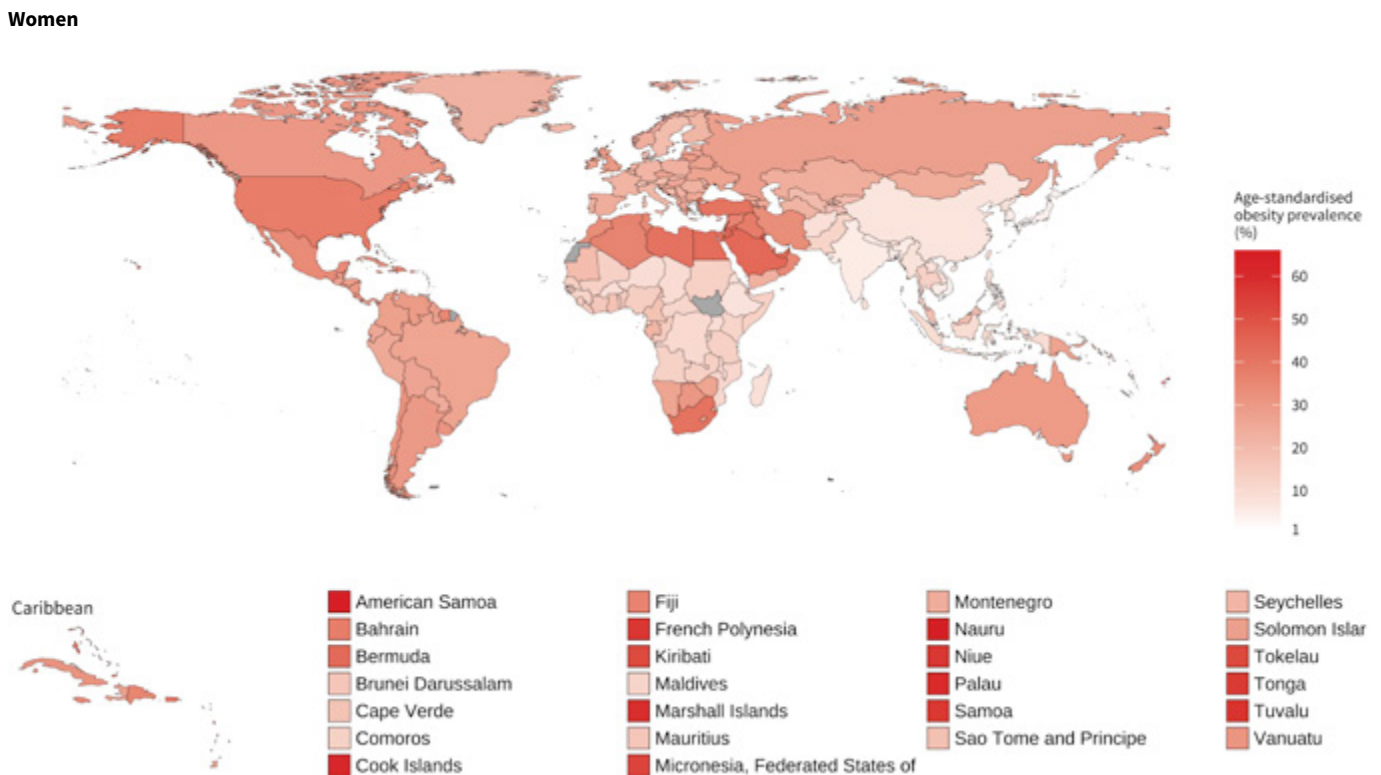 Women
Age-standardised
obesity prevalence
(%)
60
50
40
30
20
10
1
Caribbean
American Samoa
Bahrain
Bermuda
Brunei Darussalam
Cape Verde
Comoros
Cook Islands
Fiji
French Polynesia
Kiribati
Maldives
Marshall Islands
Mauritius
Micronesia, Federated States of
Montenegro
Nauru
Niue
Palau
Samoa
Sao Tome and Principe
Seychelles
Solomon Islar
Tokelau
Tonga
Tuvalu
Vanuatu